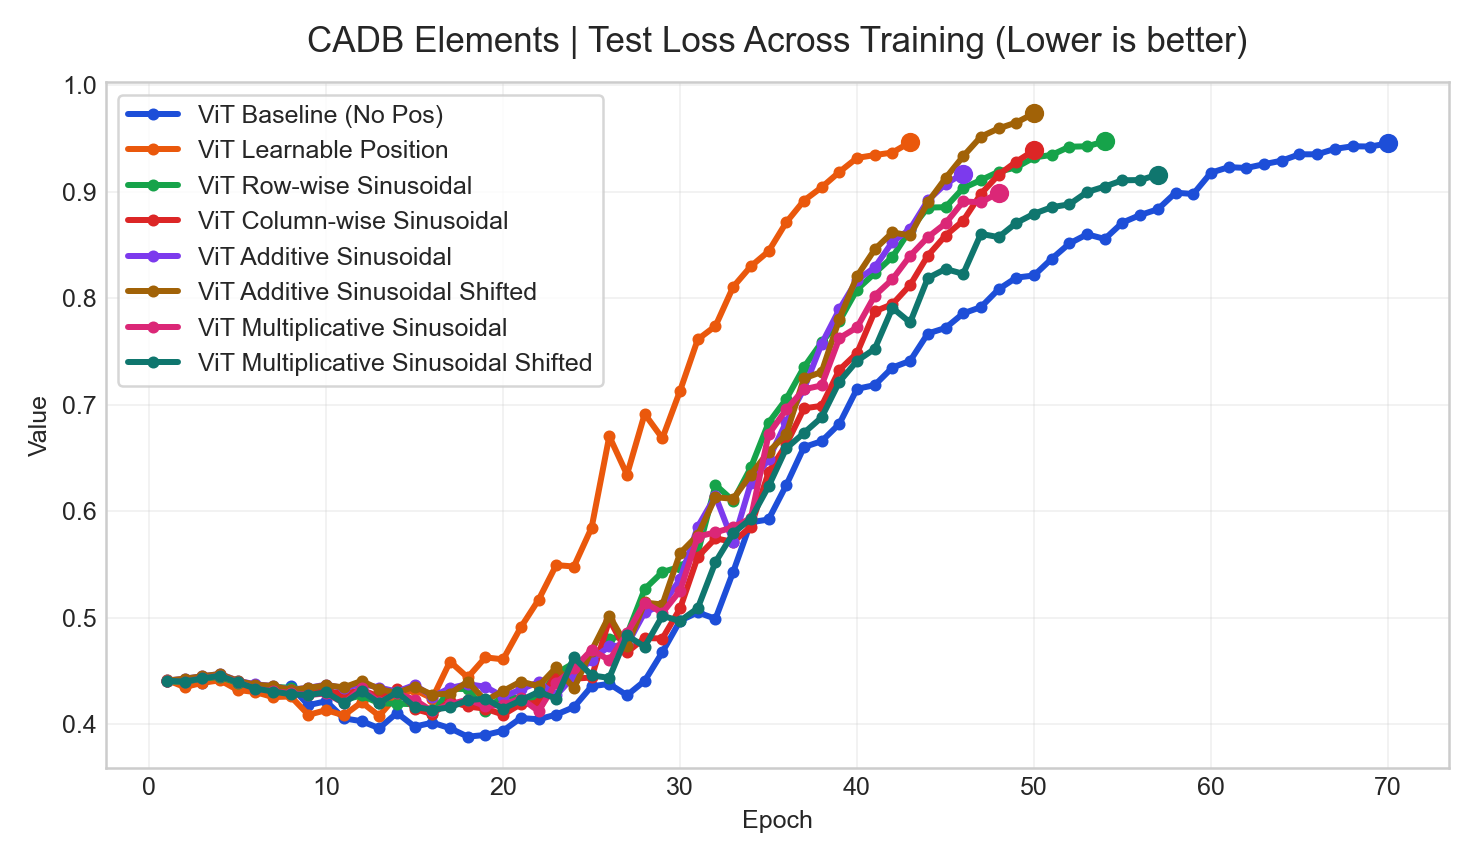 CADB Elements | Test Loss Across Training (Lower is better)
1.0
0.9
0.8
0.7
0.6
0.5
0.4
Value
ViT Baseline (No Pos)
ViT Learnable Position
ViT Row-wise Sinusoidal
ViT Column-wise Sinusoidal
ViT Additive Sinusoidal
ViT Additive Sinusoidal Shifted
ViT Multiplicative Sinusoidal
ViT Multiplicative Sinusoidal Shifted
0 10 20 30 40 50 60 70
Epoch